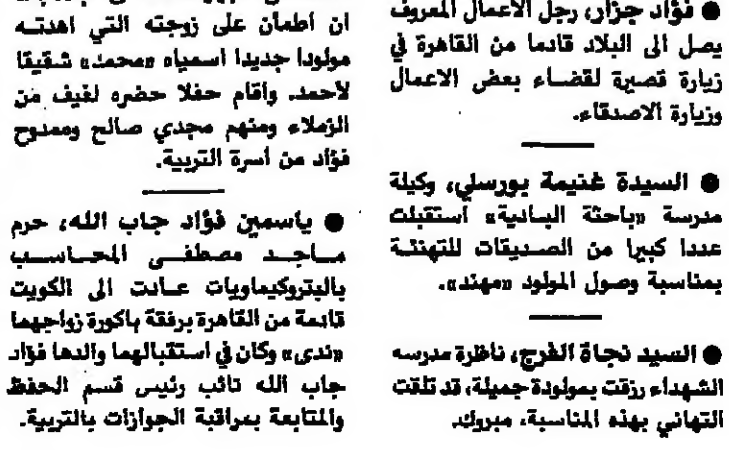 ● فؤاد جزار، رجل الاعمال المعروف
يصل الى البلاد قادما من القاهرة في
زيارة قصيرة لقضاء بعض الاعمال
وزيارة الاصدقاء.
● السيدة غنيمة بورسلي، وكيلة
مدرسة «باحثة البادية» استقبلت
عددا كبيرا من الصديقات للتهنئة
بمناسبة وصول المولود «مهند».
● السيد نجاة الفرج، ناظرة مدرسه
الشهداء رزقت بمولودة جميلة، قد تلقت
التهاني بهذه المناسبة، مبروك.
ان اطمأن على زوجته التي اهدته
مولودا جديدا اسمياه «محمد» شقيقا
لاحمد. واقام حفلا حضره لفيف من
الزملاء ومنهم مجدي صالح وممدوح
فؤاد من أسرة التربية.
● ياسمين فؤاد جاب الله، حرم
ماجد مصطفى المحاسب
بالبتروكيماويات عادت الى الكويت
قادمة من القاهرة برفقة باكورة زواجهما
«ندى» وكان في استقبالهما والدها فؤاد
جاب الله نائب رئيس قسم الحفظ
والمتابعة بمراقبة الجوازات بالتربية.